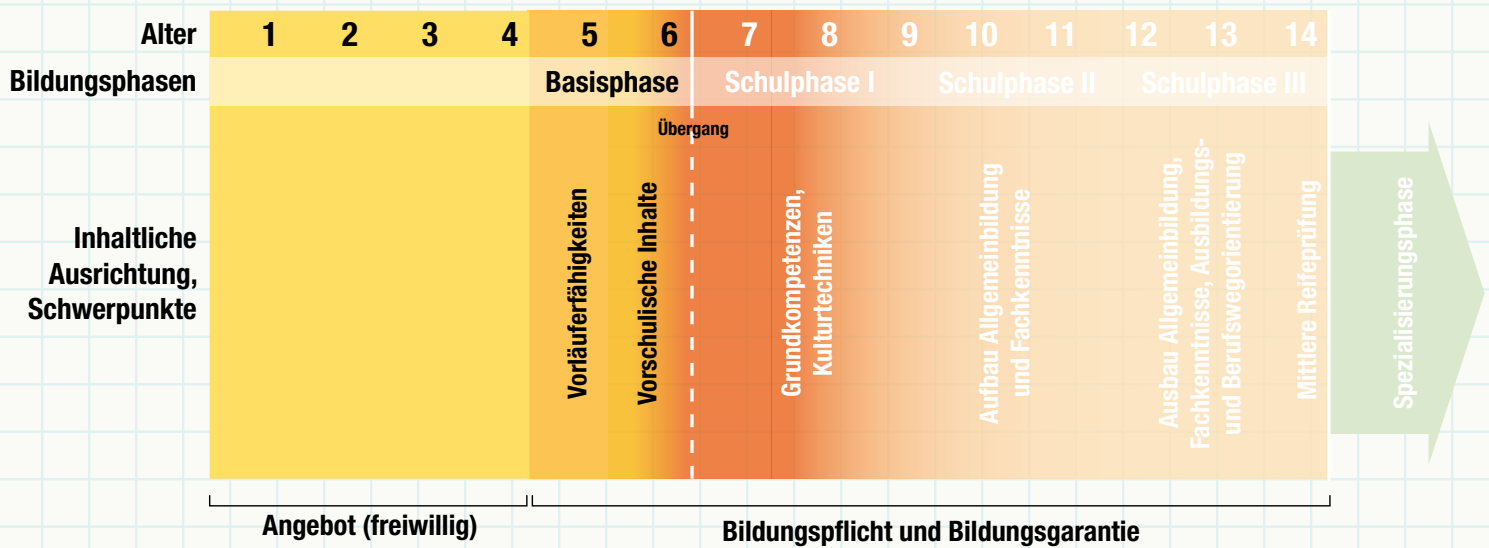 Alter 1 2 3 4 5 6 7 8 9 10 11 12 13 14
Bildungsphasen Basisphase Schulphase I Schulphase II Schulphase III
Übergang
Inhaltliche
Ausrichtung,
Schwerpunkte
Vorläuferfähigkeiten
Vorschulische Inhalte
Grundkompetenzen,
Kulturtechniken
Aufbau Allgemeinbildung
und Fachkenntnisse
Ausbau Allgemeinbildung,
Fachkenntnisse, Ausbildungs-
und Berufswegorientierung
Mittlere Reifeprüfung
Spezialisierungsphase
Angebot (freiwillig)
Bildungspflicht und Bildungsgarantie